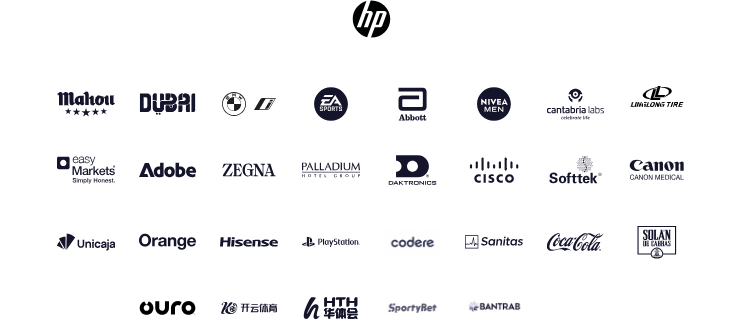 hp
Mahou
DUBAI
BMW
EA
SPORTS
Abbott
NIVEA
MEN
cantabria labs
celebrate life
LINGLONG TIRE
easy
Markets
Simply Honest.
Adobe
ZEGNA
PALLADIUM
HOTEL GROUP
DAKTRONICS
CISCO
Softtek®
Canon
CANON MEDICAL
Unicaja
Orange
Hisense
PlayStation
codere
Sanitas
Coca-Cola
SOLAN
DE CABRAS
OURO
开云体育
HTH
华体会
SportyBet
BANTRAB